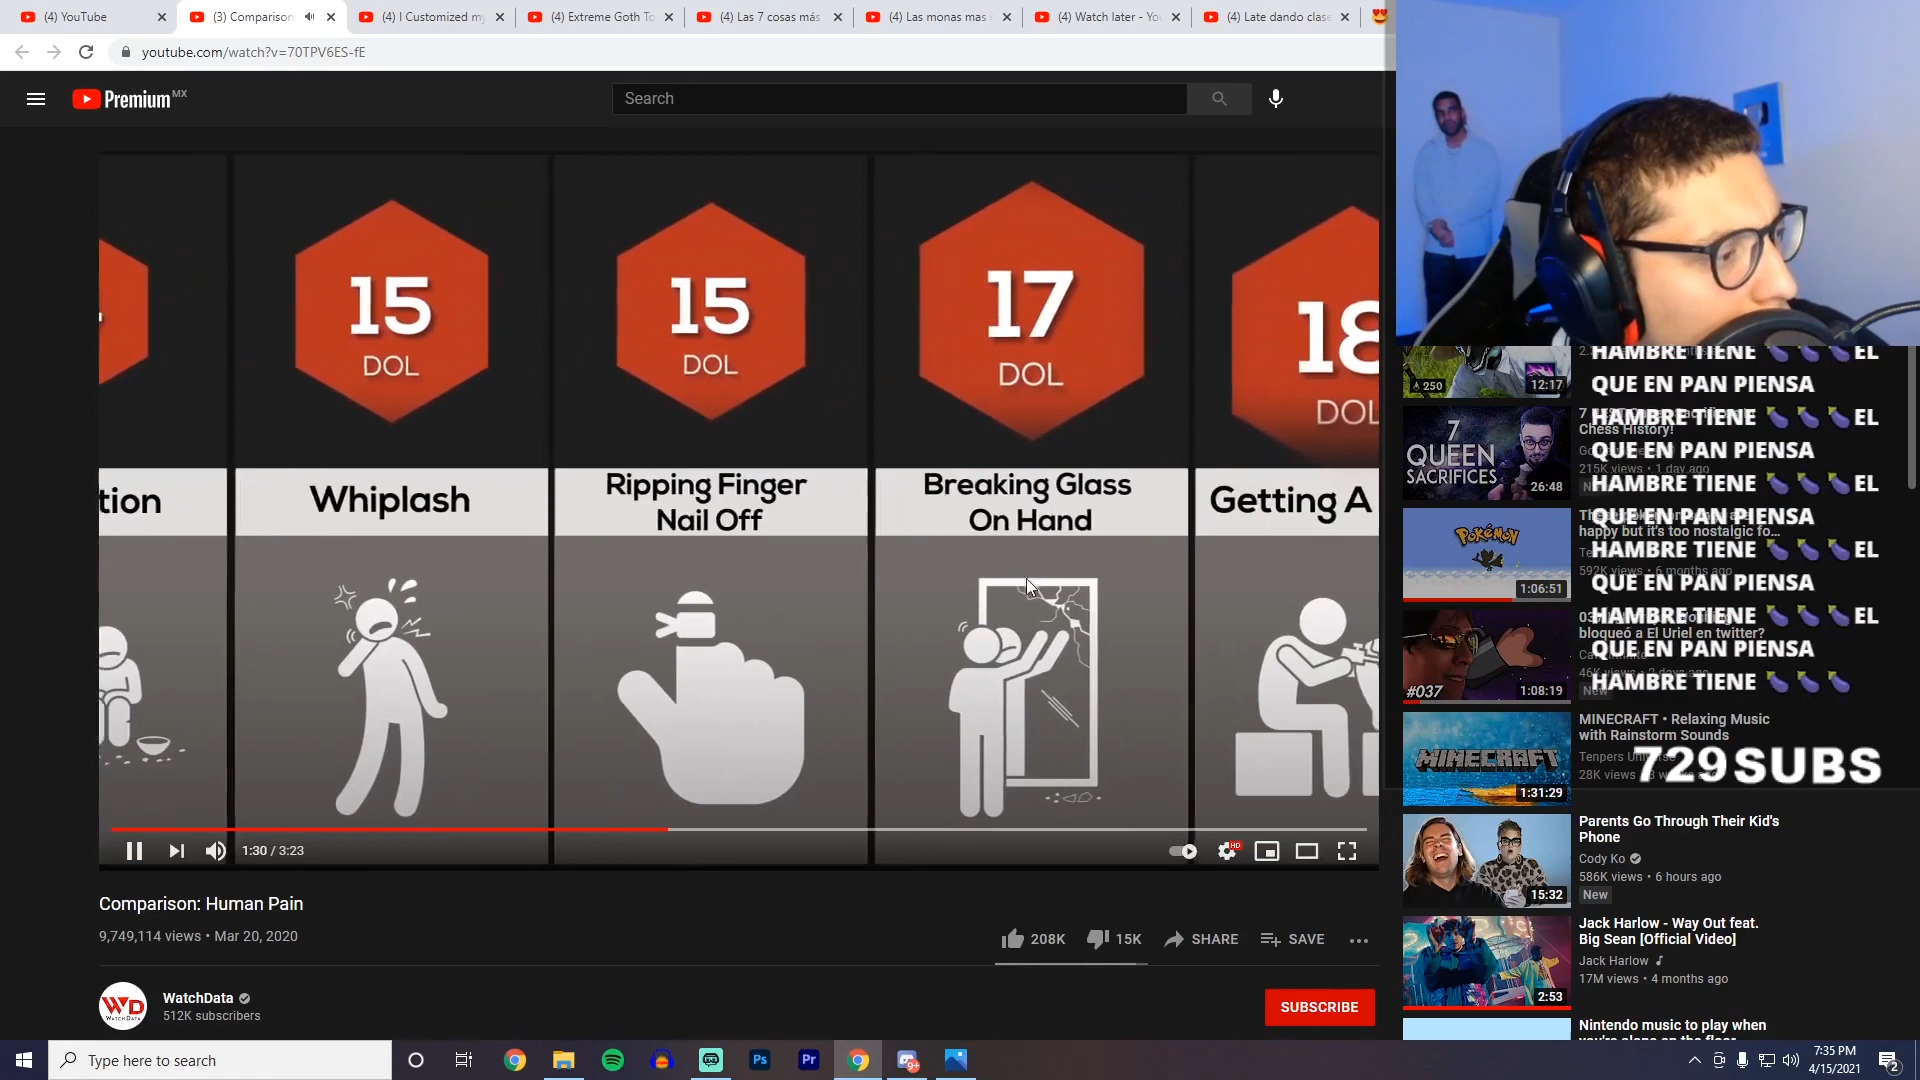 (4) YouTube
(3) Comparison
(4) I Customized my
(4) Extreme Goth To
(4) Las 7 cosas más
(4) Las monas mas
(4) Watch later - Yo
(4) Late dando clase
youtube.com/watch?v=70TPV6ES-fE
Premium MX
Search
15
DOL
15
DOL
17
DOL
18
DOL
tion
Whiplash
Ripping Finger
Nail Off
Breaking Glass
On Hand
Getting A
1:30 / 3:23
HD
Comparison: Human Pain
9,749,114 views • Mar 20, 2020
208K
15K
SHARE
SAVE
WD
WATCH DATA
WatchData
512K subscribers
SUBSCRIBE
HAMBRE TIENE 🍆 🍆 🍆 EL
QUE EN PAN PIENSA
HAMBRE TIENE 🍆 🍆 🍆 EL
QUE EN PAN PIENSA
HAMBRE TIENE 🍆 🍆 🍆 EL
QUE EN PAN PIENSA
HAMBRE TIENE 🍆 🍆 🍆 EL
QUE EN PAN PIENSA
HAMBRE TIENE 🍆 🍆 🍆 EL
QUE EN PAN PIENSA
HAMBRE TIENE 🍆 🍆 🍆
729 SUBS
250
12:17
7
QUEEN
SACRIFICES
26:48
Chess History!
215K views • 1 day ago
POKéMON
1:06:51
happy but it's too nostalgic fo...
592K views • 6 months ago
#037
1:08:19
bloqueó a El Uriel en twitter?
New
MINECRAFT
1:31:29
MINECRAFT • Relaxing Music
with Rainstorm Sounds
28K views
15:32
Parents Go Through Their Kid's
Phone
Cody Ko
586K views • 6 hours ago
New
2:53
Jack Harlow - Way Out feat.
Big Sean [Official Video]
Jack Harlow
17M views • 4 months ago
Nintendo music to play when
Type here to search
Ps
Pr
9+
7:35 PM
4/15/2021
2